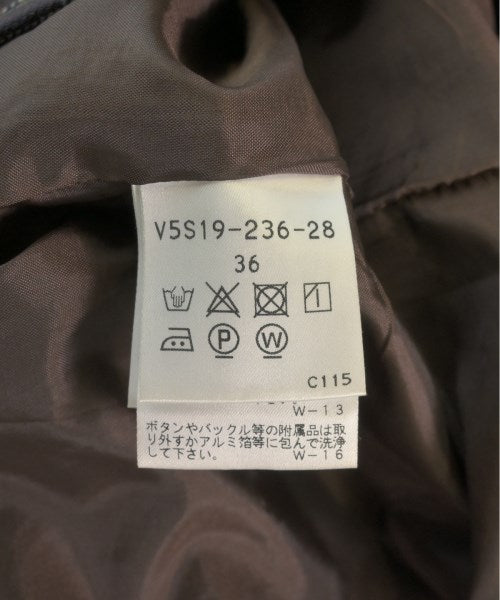 V5S19-236-28
36
P W
C115
W-13
ボタンやバックル等の附属品は取
り外すかアルミ箔等に包んで洗浄
して下さい。
W-16